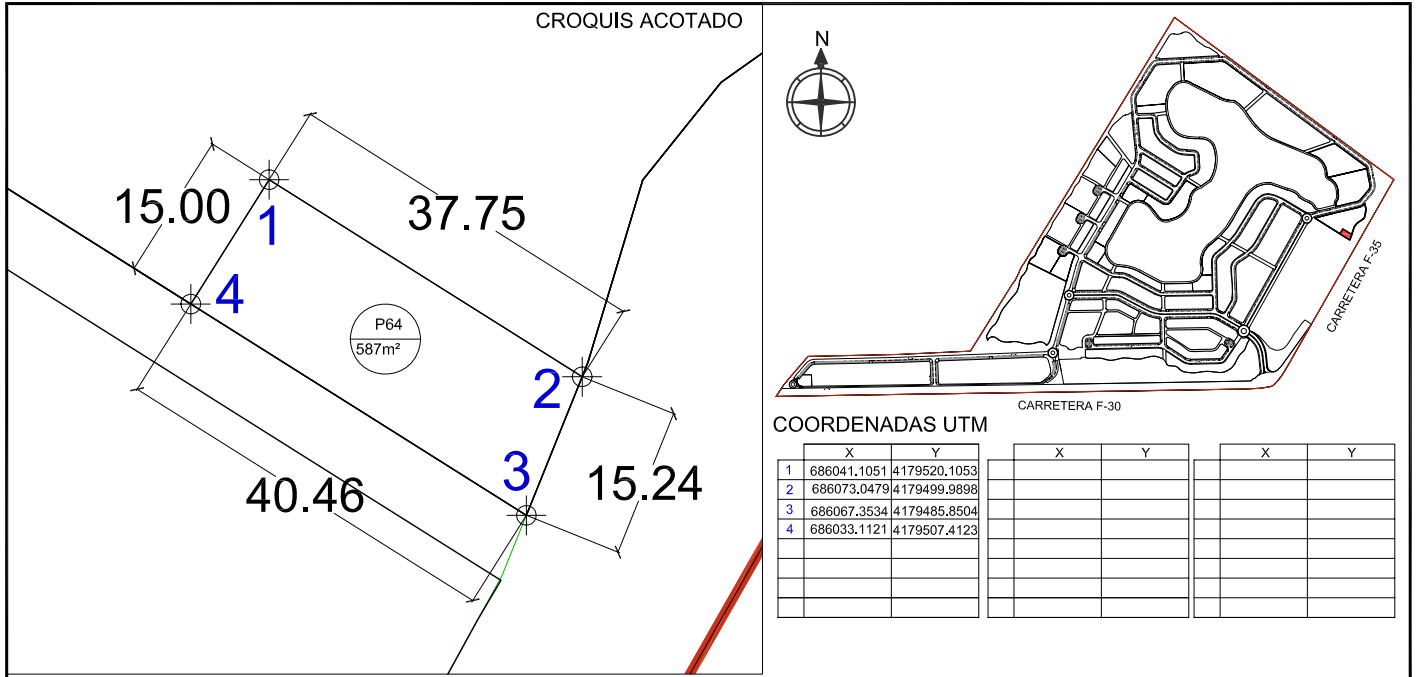 CROQUIS ACOTADO
15.00
37.75
1
4
P64
587m²
2
3
15.24
40.46
N
CARRETERA F-35
CARRETERA F-30
COORDENADAS UTM
X Y X Y X Y
1 686041.1051 4179520.1053
2 686073.0479 4179499.9898
3 686067.3534 4179485.8504
4 686033.1121 4179507.4123